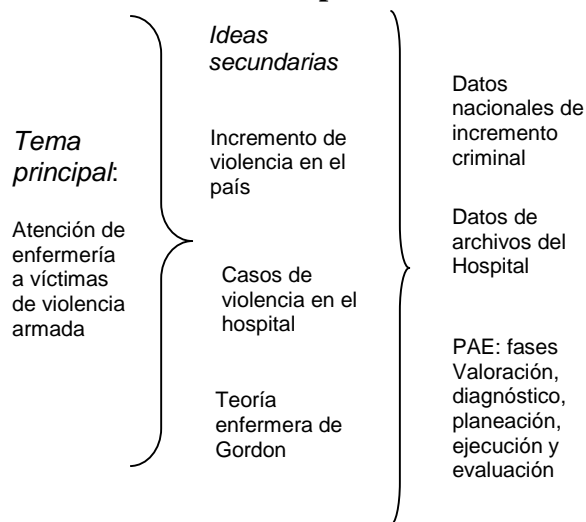 Tema
principal:
Atención de
enfermería
a víctimas
de violencia
armada
Ideas
secundarias
Incremento de
violencia en el
país
Casos de
violencia en el
hospital
Teoría
enfermera de
Gordon
Datos
nacionales de
incremento
criminal
Datos de
archivos del
Hospital
PAE: fases
Valoración,
diagnóstico,
planeación,
ejecución y
evaluación